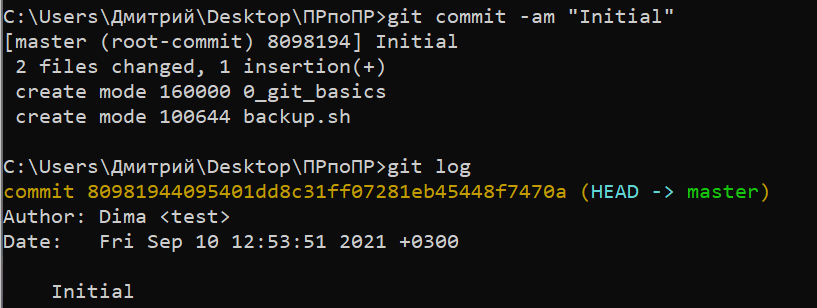 C:\Users\Дмитрий\Desktop\ПРпоПР>git commit -am "Initial"
[master (root-commit) 8098194] Initial
 2 files changed, 1 insertion(+)
 create mode 160000 0_git_basics
 create mode 100644 backup.sh
C:\Users\Дмитрий\Desktop\ПРпоПР>git log
commit 80981944095401dd8c31ff07281eb45448f7470a (HEAD -> master)
Author: Dima <test>
Date:   Fri Sep 10 12:53:51 2021 +0300
    Initial